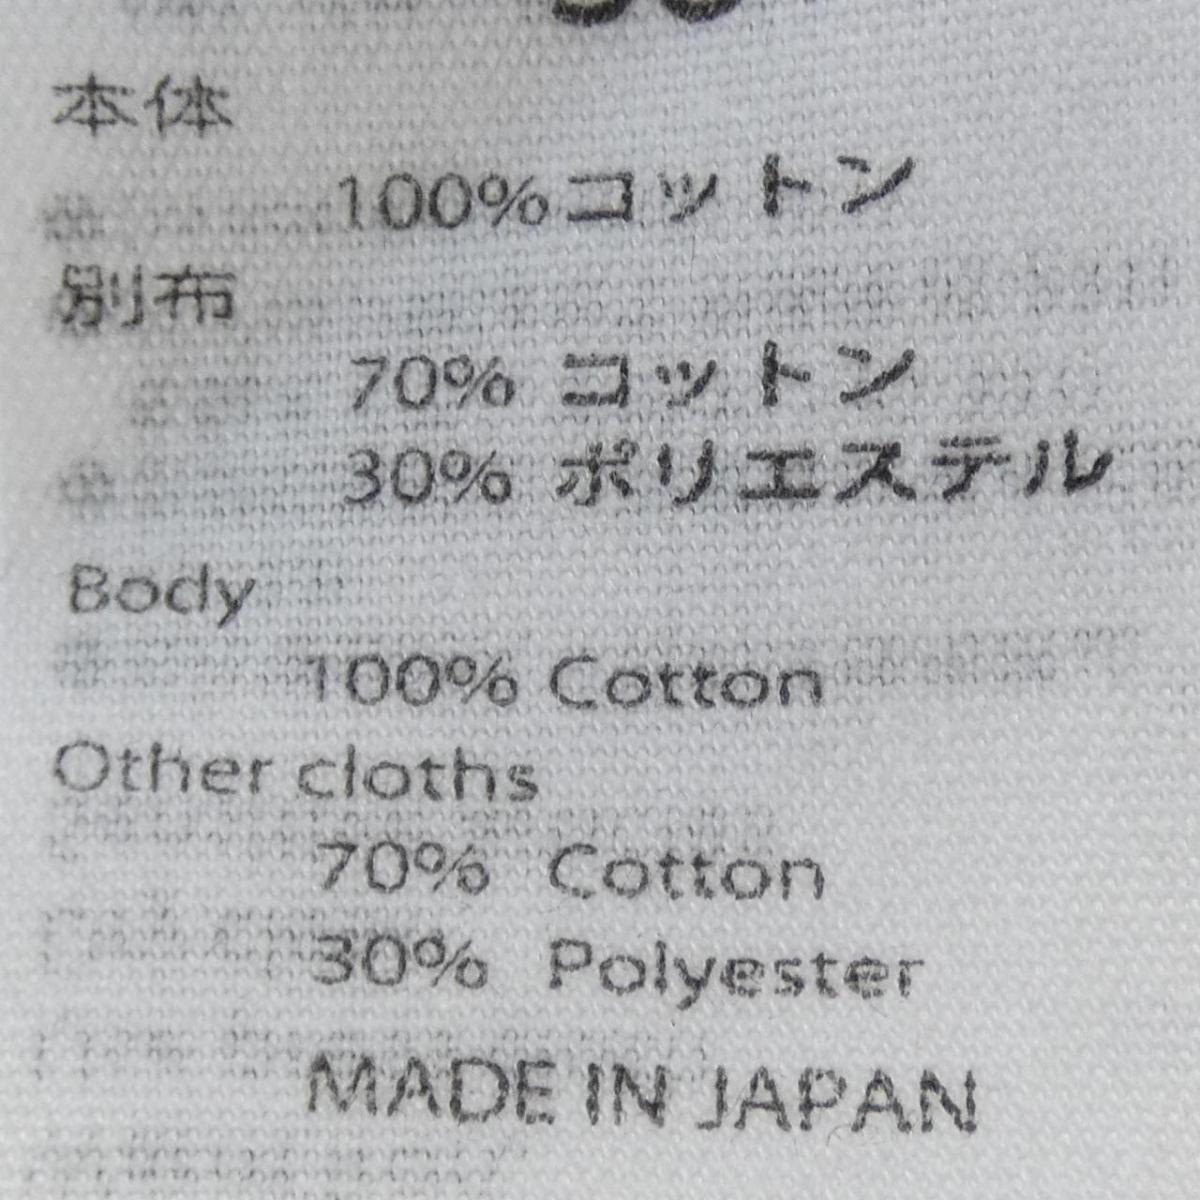 本体
100%コットン
別布
70% コットン
30% ポリエステル
Body
100% Cotton
Other cloths
70% Cotton
30% Polyester
MADE IN JAPAN